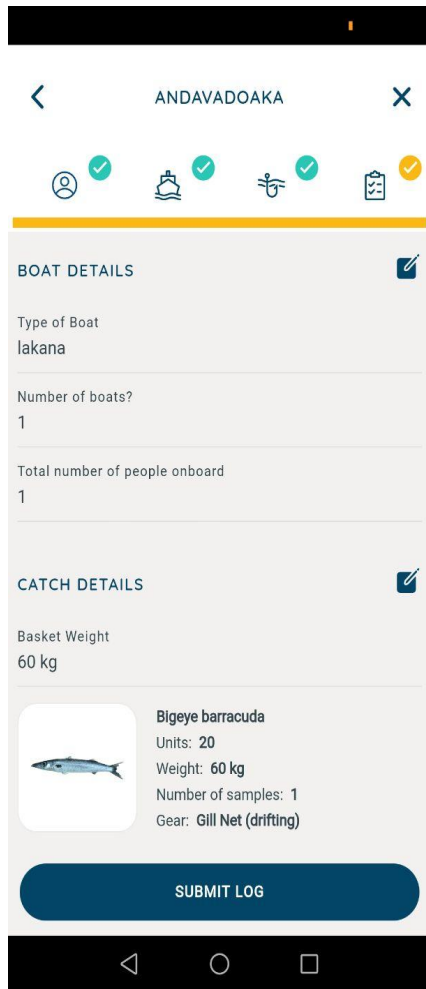 ANDAVADOAKA
BOAT DETAILS
Type of Boat
lakana
Number of boats?
1
Total number of people onboard
1
CATCH DETAILS
Basket Weight
60 kg
Bigeye barracuda
Units: 20
Weight: 60 kg
Number of samples: 1
Gear: Gill Net (drifting)
SUBMIT LOG